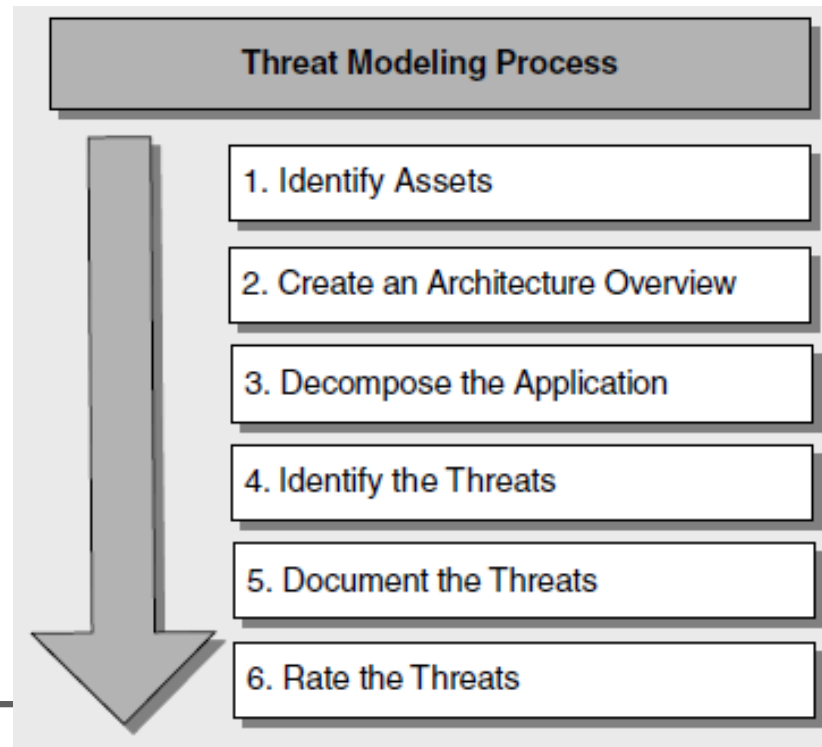 Threat Modeling Process
1. Identify Assets
2. Create an Architecture Overview
3. Decompose the Application
4. Identify the Threats
5. Document the Threats
6. Rate the Threats